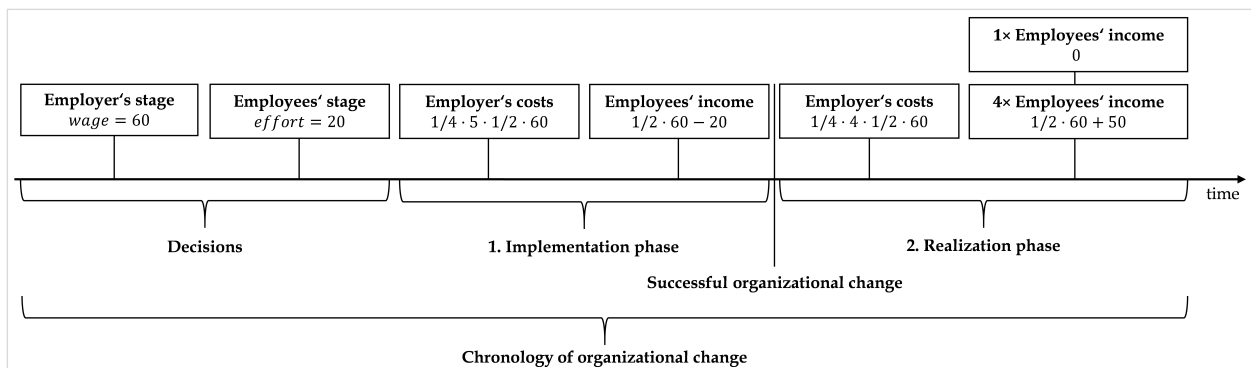 1× Employees‘ income
0
Employer‘s stage
wage = 60
Employees‘ stage
effort = 20
Employer‘s costs
1/4 · 5 · 1/2 · 60
Employees‘ income
1/2 · 60 − 20
Employer‘s costs
1/4 · 4 · 1/2 · 60
4× Employees‘ income
1/2 · 60 + 50
time
Decisions
1. Implementation phase
2. Realization phase
Successful organizational change
Chronology of organizational change